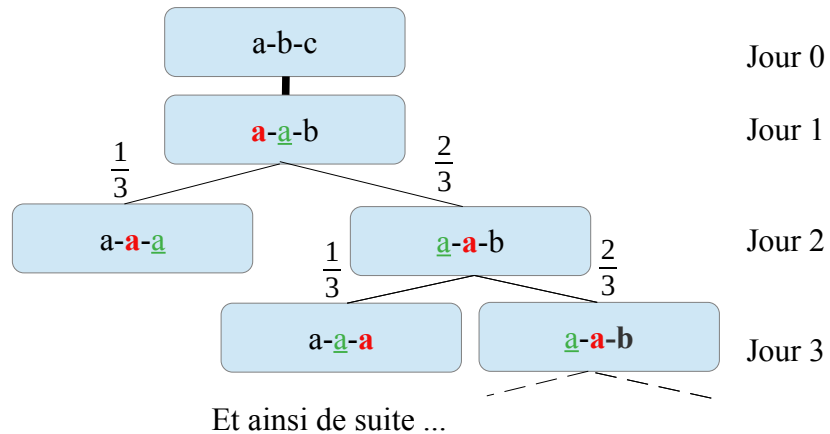 a-b-c
Jour 0
a-a-b
Jour 1
1/3
2/3
a-a-a
a-a-b
Jour 2
1/3
2/3
a-a-a
a-a-b
Jour 3
Et ainsi de suite ...